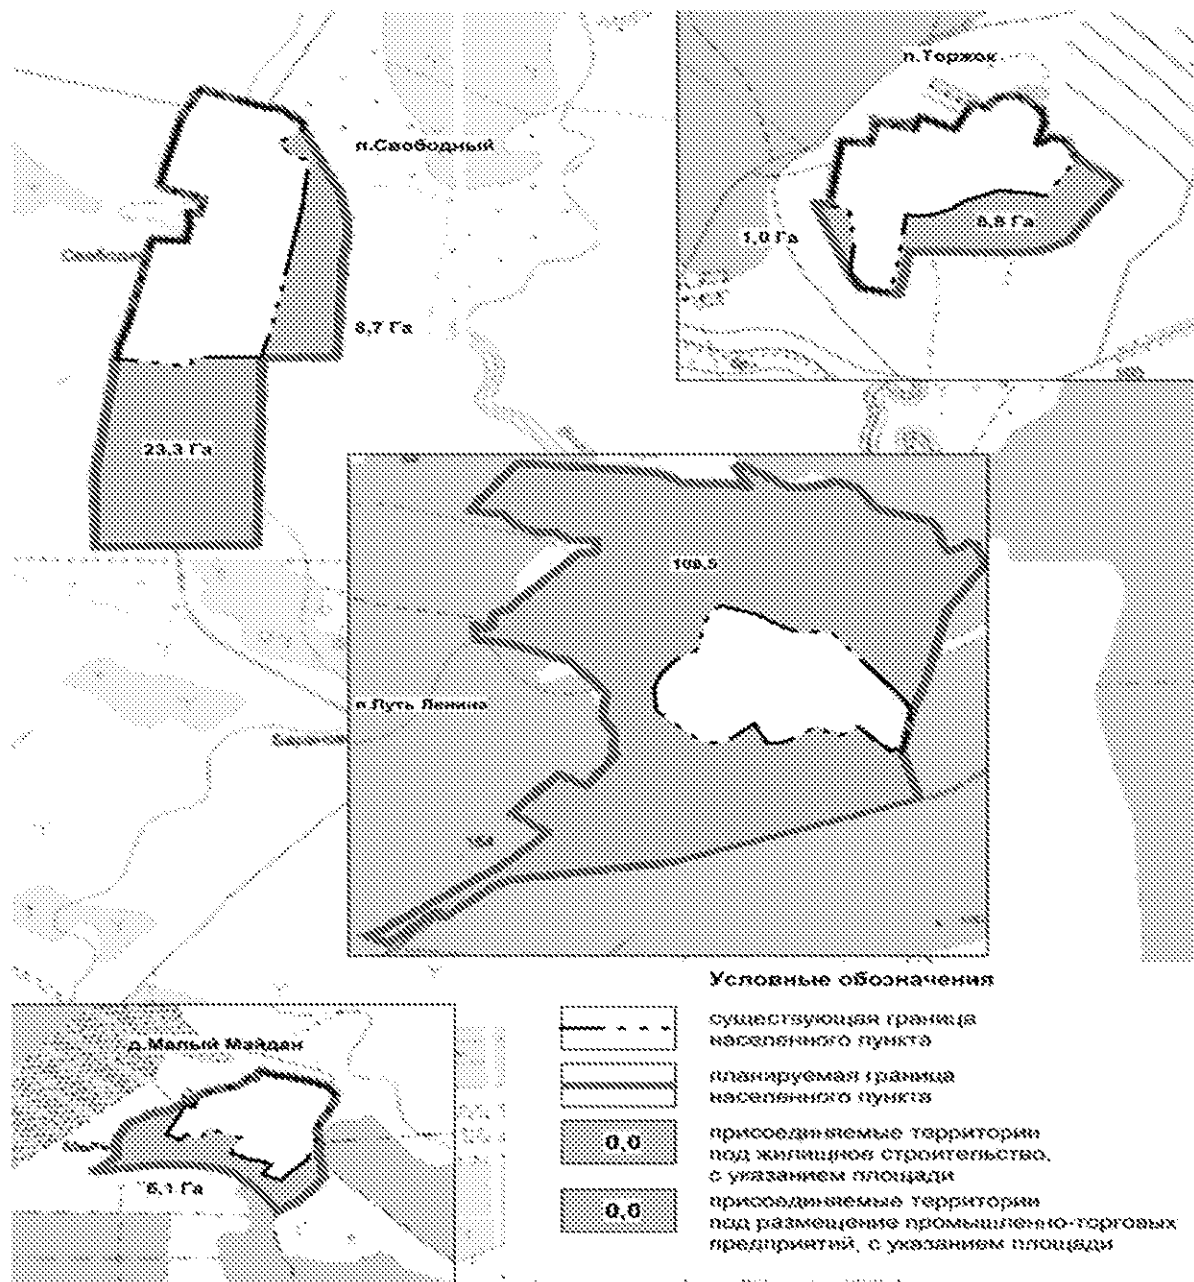 п.Торжок
п.Свободный
1,0 Га
8,8 Га
8,7 Га
23,3 Га
108,5
п.Путь Ленина
д.Малый Майдан
6,1 Га
Условные обозначения
существующая граница
населенного пункта
планируемая граница
населенного пункта
0,0
присоединяемые территории
под жилищное строительство,
с указанием площади
0,0
присоединяемые территории
под размещение промышленно-торговых
предприятий, с указанием площади